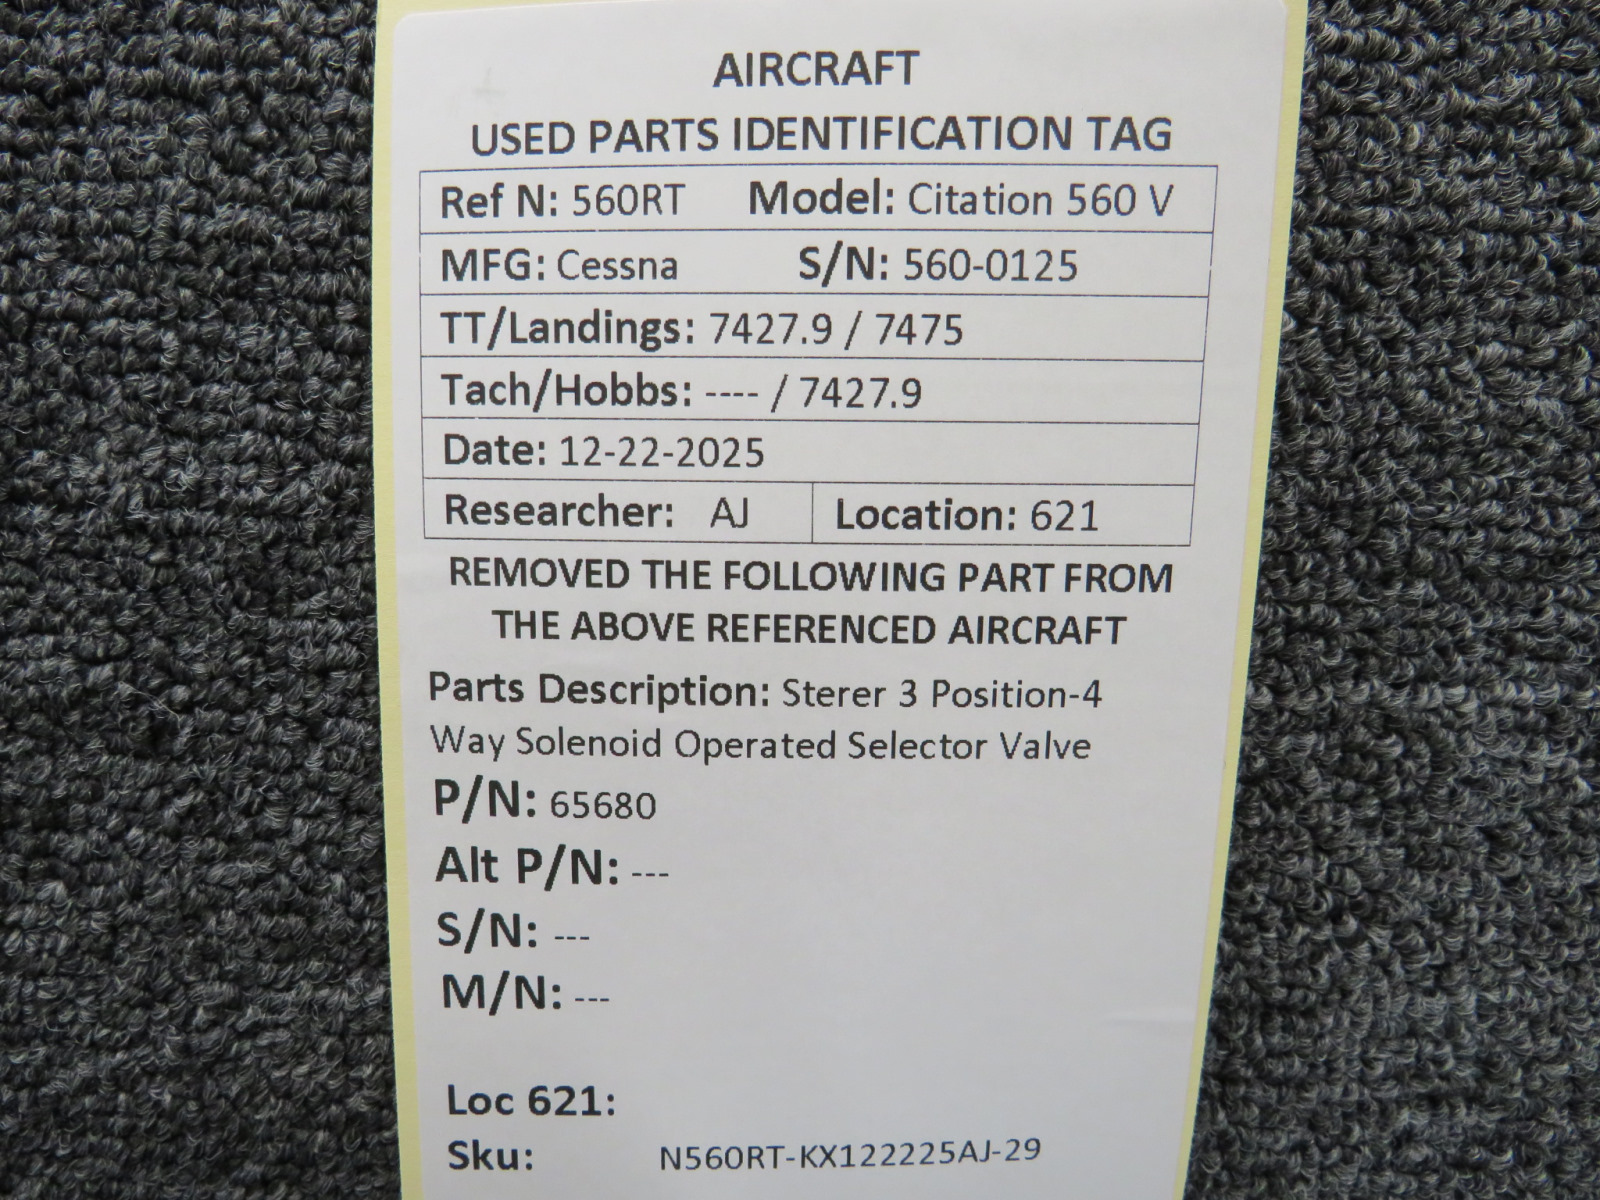 AIRCRAFT
USED PARTS IDENTIFICATION TAG
Ref N: 560RT Model: Citation 560 V
MFG: Cessna S/N: 560-0125
TT/Landings: 7427.9 / 7475
Tach/Hobbs: ---- / 7427.9
Date: 12-22-2025
Researcher: AJ Location: 621
REMOVED THE FOLLOWING PART FROM
THE ABOVE REFERENCED AIRCRAFT
Parts Description: Sterer 3 Position-4
Way Solenoid Operated Selector Valve
P/N: 65680
Alt P/N: ---
S/N: ---
M/N: ---
Loc 621:
Sku: N560RT-KX122225AJ-29